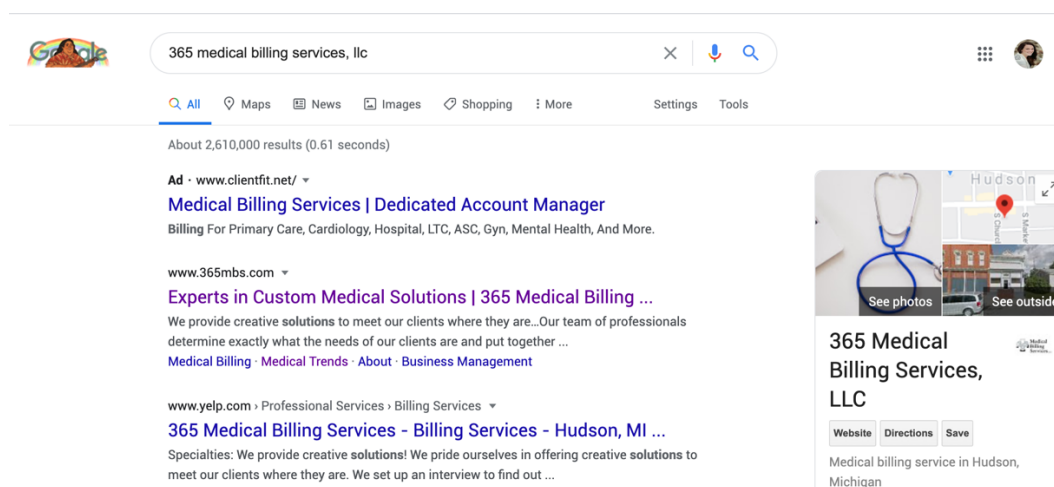 Google
365 medical billing services, llc
All Maps News Images Shopping More Settings Tools
About 2,610,000 results (0.61 seconds)
Ad · www.clientfit.net/
Medical Billing Services | Dedicated Account Manager
Billing For Primary Care, Cardiology, Hospital, LTC, ASC, Gyn, Mental Health, And More.
www.365mbs.com
Experts in Custom Medical Solutions | 365 Medical Billing ...
We provide creative solutions to meet our clients where they are...Our team of professionals
determine exactly what the needs of our clients are and put together ...
Medical Billing · Medical Trends · About · Business Management
www.yelp.com › Professional Services › Billing Services
365 Medical Billing Services - Billing Services - Hudson, MI ...
Specialties: We provide creative solutions! We pride ourselves in offering creative solutions to
meet our clients where they are. We set up an interview to find out ...
Hudson
S Church
S Marke
See photos
See outside
365 Medical
Billing Services,
LLC
Medical
Billing
Services...
Website Directions Save
Medical billing service in Hudson,
Michigan